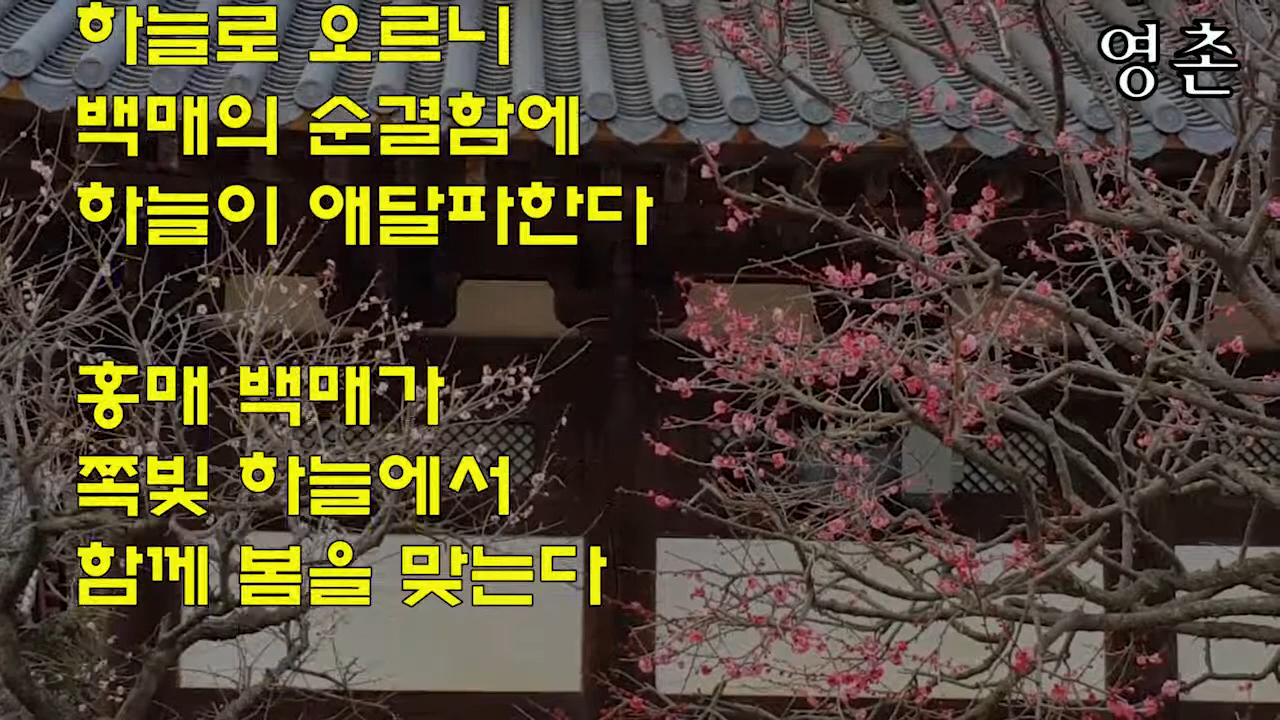 하늘로 오르니
백매의 순결함에
하늘이 애달파한다
홍매 백매가
쪽빛 하늘에서
함께 봄을 맞는다
영촌